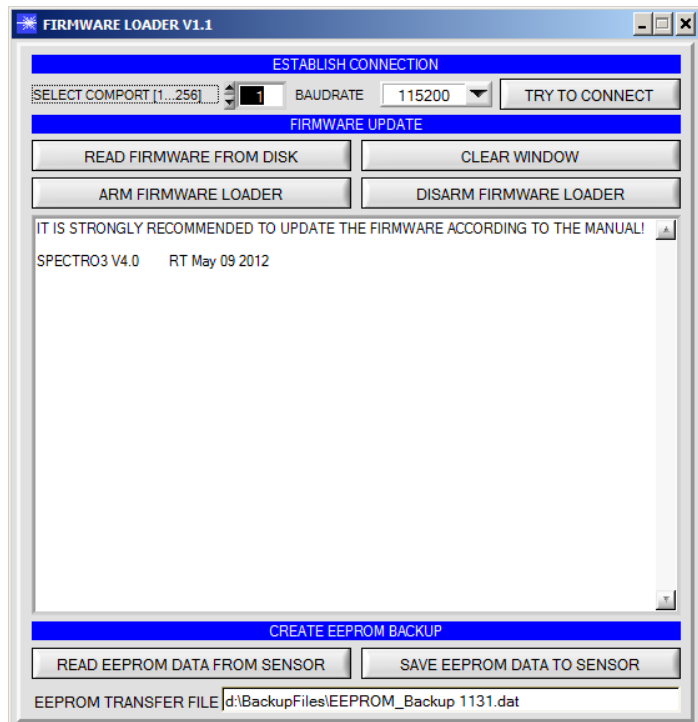 FIRMWARE LOADER V1.1
ESTABLISH CONNECTION
SELECT COMPORT [1...256] 1 BAUDRATE 115200 TRY TO CONNECT
FIRMWARE UPDATE
READ FIRMWARE FROM DISK CLEAR WINDOW
ARM FIRMWARE LOADER DISARM FIRMWARE LOADER
IT IS STRONGLY RECOMMENDED TO UPDATE THE FIRMWARE ACCORDING TO THE MANUAL!
SPECTRO3 V4.0 RT May 09 2012
CREATE EEPROM BACKUP
READ EEPROM DATA FROM SENSOR SAVE EEPROM DATA TO SENSOR
EEPROM TRANSFER FILE d:\BackupFiles\EEPROM_Backup 1131.dat